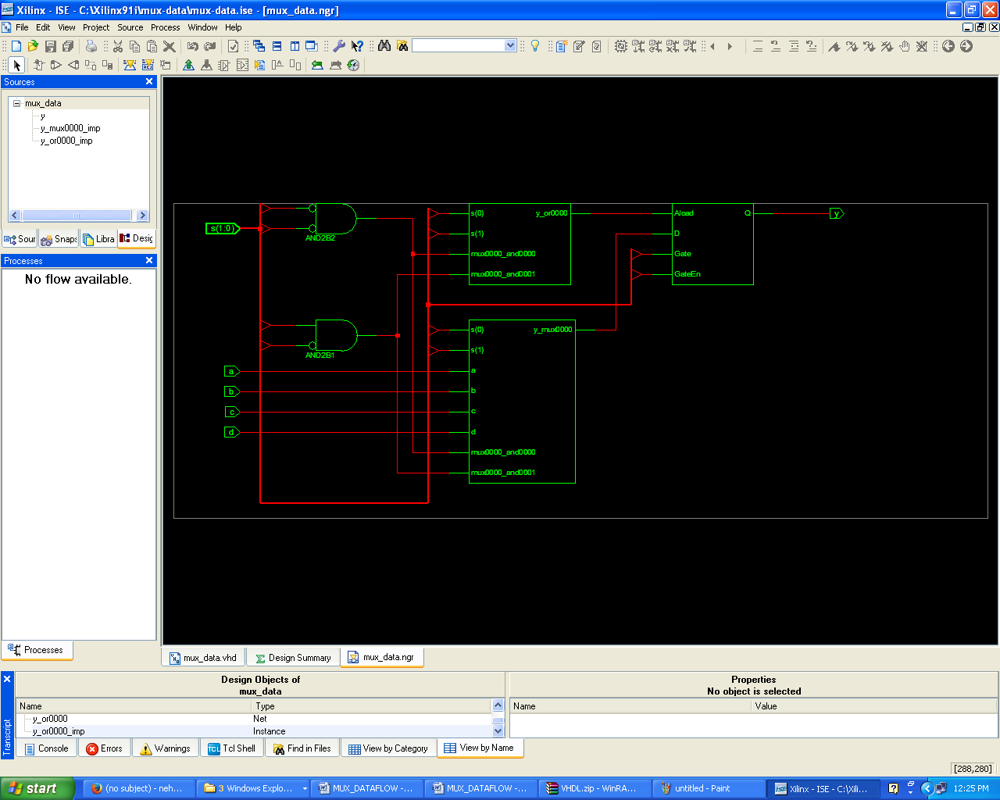 Xilinx - ISE - C:\Xilinx91i\mux-data\mux-data.ise - [mux_data.ngr]
File Edit View Project Source Process Window Help
Sources
mux_data
y
y_mux0000_imp
y_or0000_imp
Sour Snaps Libra Desig
Processes
No flow available.
Processes
s(1:0)
AND2B2
s(0) y_or0000
s(1)
mux0000_and0000
mux0000_and0001
Aload Q
D
Gate
GateEn
y
AND2B1
s(0) y_mux0000
s(1)
a a
b b
c c
d d
mux0000_and0000
mux0000_and0001
mux_data.vhd Design Summary mux_data.ngr
Transcript
Design Objects of
mux_data
Name Type
y_or0000 Net
y_or0000_imp Instance
Properties
No object is selected
Name Value
Console Errors Warnings TCL Tcl Shell Find in Files View by Category View by Name
[288,280]
start (no subject) - neh... 3 Windows Explo... MUX_DATAFLOW -... MUX_DATAFLOW -... VHDL.zip - WinRA... untitled - Paint Xilinx - ISE - C:\Xili... 12:25 PM